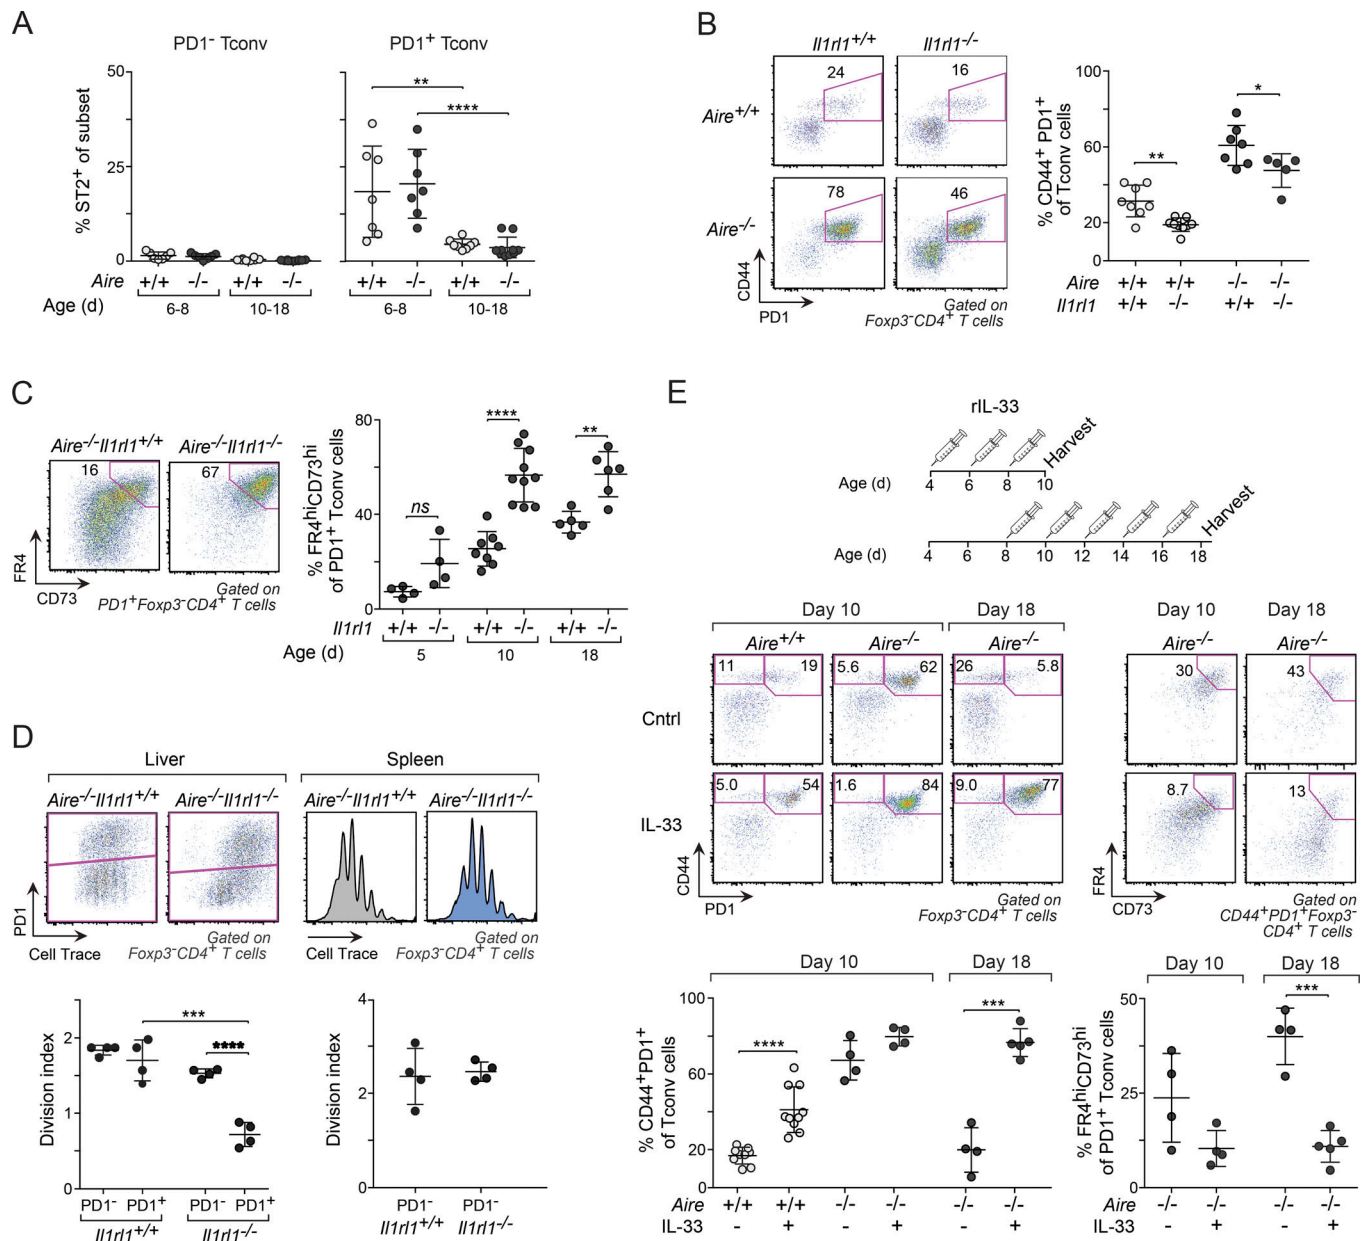 A
PD1- Tconv
PD1+ Tconv
% ST2+ of subset
50
25
0
**
****
Aire +/+ -/- +/+ -/- +/+ -/- +/+ -/-
Age (d) 6-8 10-18 6-8 10-18
B
Il1rl1+/+ Il1rl1-/-
Aire+/+
24
16
Aire-/-
78
46
CD44
PD1
Gated on
Foxp3-CD4+ T cells
% CD44+ PD1+
of Tconv cells
100
60
20
0
**
*
Aire +/+ +/+ -/- -/-
Il1rl1 +/+ -/- +/+ -/-
C
Aire-/-Il1rl1+/+ Aire-/-Il1rl1-/-
16
67
FR4
CD73
Gated on
PD1+Foxp3-CD4+ T cells
% FR4hiCD73hi
of PD1+ Tconv cells
80
40
0
ns
****
**
Il1rl1 +/+ -/- +/+ -/- +/+ -/-
Age (d) 5 10 18
D
Liver
Spleen
Aire-/-Il1rl1+/+ Aire-/-Il1rl1-/- Aire-/-Il1rl1+/+ Aire-/-Il1rl1-/-
PD1
Cell Trace
Gated on
Foxp3-CD4+ T cells
Cell Trace
Gated on
Foxp3-CD4+ T cells
Division index
2
1
0
***
****
PD1- PD1+ PD1- PD1+
Il1rl1+/+ Il1rl1-/-
Division index
4
2
0
PD1- PD1-
Il1rl1+/+ Il1rl1-/-
E
rIL-33
Harvest
Age (d) 4 6 8 10
Harvest
Age (d) 4 6 8 10 12 14 16 18
Day 10 Day 18 Day 10 Day 18
Aire+/+ Aire-/- Aire-/- Aire-/- Aire-/-
Cntrl
11 19 5.6 62 26 5.8 30 43
IL-33
5.0 54 1.6 84 9.0 77 8.7 13
CD44
PD1
Gated on
Foxp3-CD4+ T cells
FR4
CD73
Gated on
CD44+PD1+Foxp3-
CD4+ T cells
Day 10 Day 18 Day 10 Day 18
% CD44+PD1+
of Tconv cells
100
60
20
0
****
***
Aire +/+ +/+ -/- -/- -/- -/-
IL-33 - + - + - +
% FR4hiCD73hi
of PD1+ Tconv cells
50
25
0
***
Aire -/- -/- -/- -/-
IL-33 - + - +